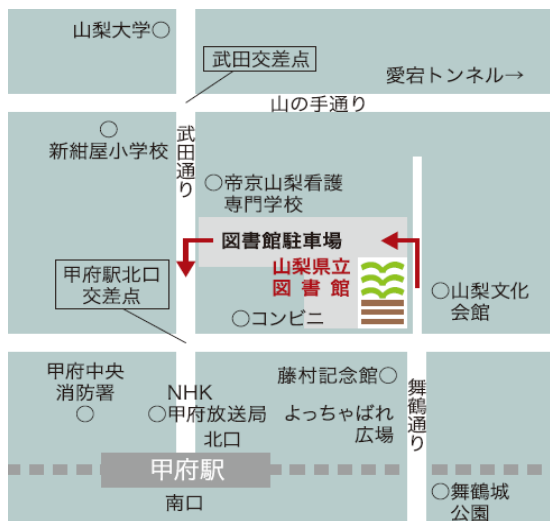 山梨大学
武田交差点
愛宕トンネル→
山の手通り
新紺屋小学校
武田通り
帝京山梨看護
専門学校
図書館駐車場
甲府駅北口
交差点
山梨県立
図書館
山梨文化
会館
コンビニ
甲府中央
消防署
NHK
甲府放送局
藤村記念館
舞鶴通り
よっちゃばれ
広場
北口
甲府駅
南口
舞鶴城
公園